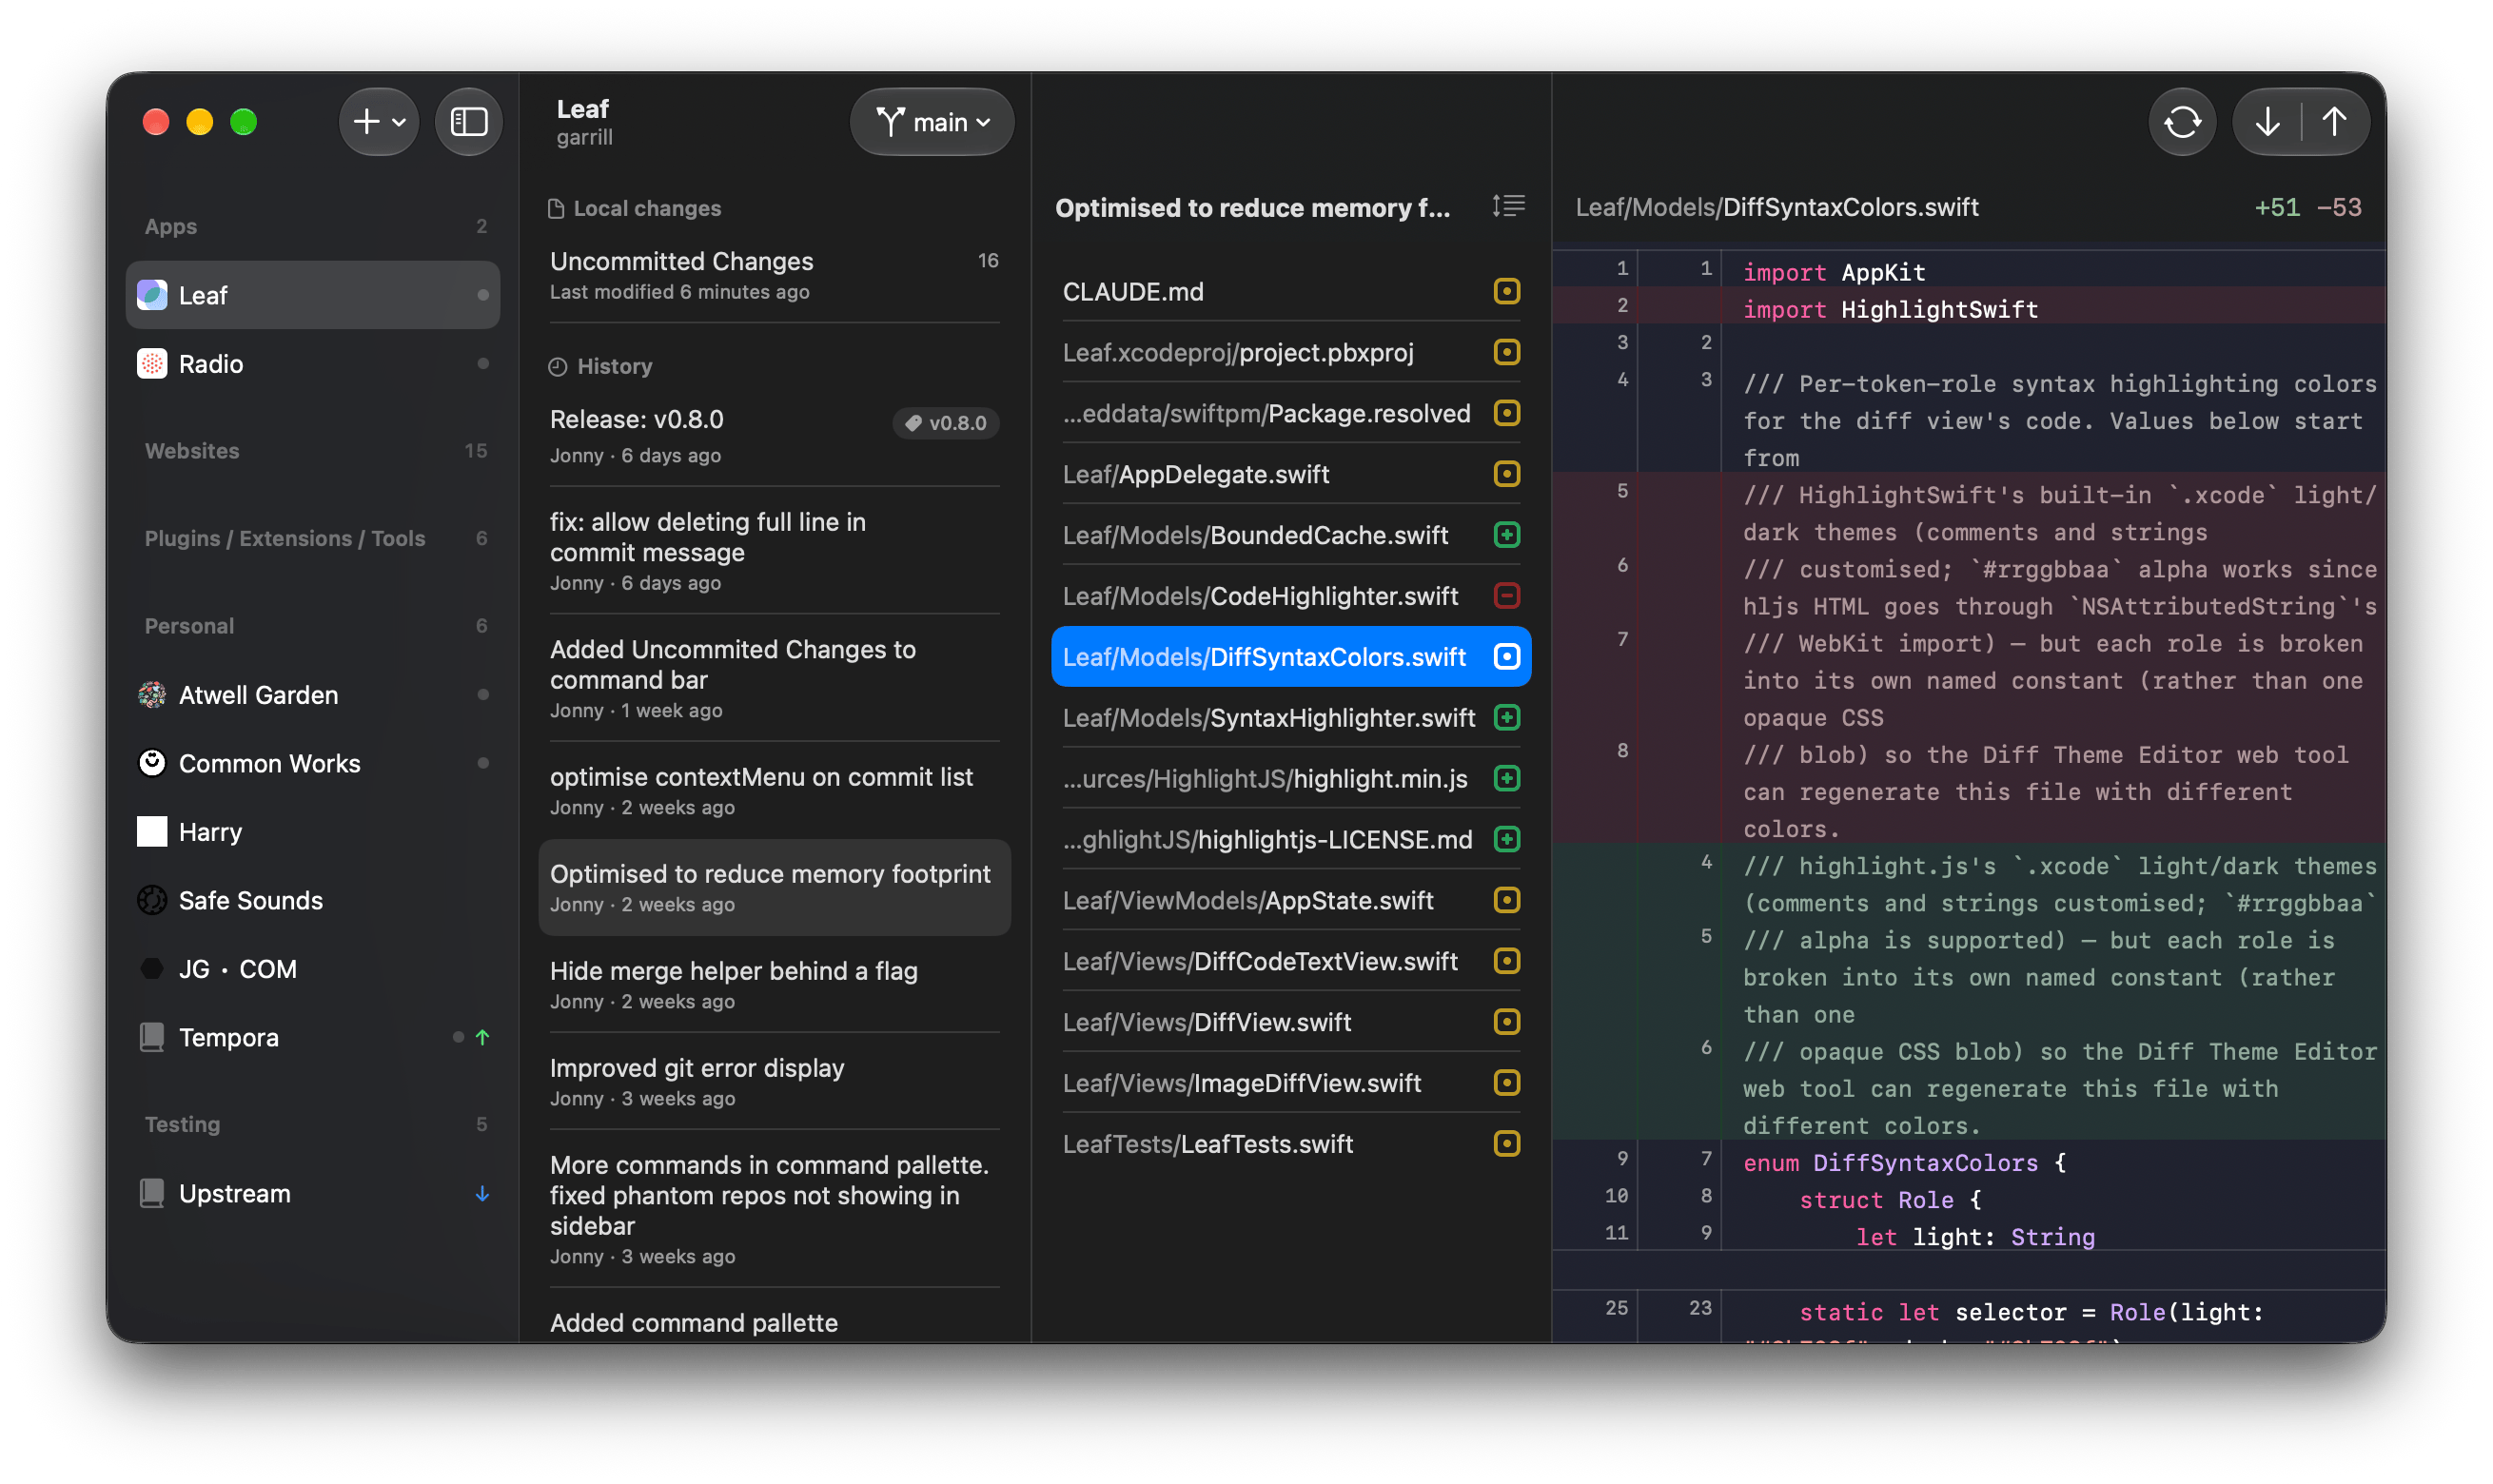 Leaf
garrill
main
Apps 2
Leaf
Radio
Websites 15
Plugins / Extensions / Tools 6
Personal 6
Atwell Garden
Common Works
Harry
Safe Sounds
JG • COM
Tempora
Testing 5
Upstream
Local changes
Uncommitted Changes 16
Last modified 6 minutes ago
History
Release: v0.8.0 v0.8.0
Jonny · 6 days ago
fix: allow deleting full line in
commit message
Jonny · 6 days ago
Added Uncommited Changes to
command bar
Jonny · 1 week ago
optimise contextMenu on commit list
Jonny · 2 weeks ago
Optimised to reduce memory footprint
Jonny · 2 weeks ago
Hide merge helper behind a flag
Jonny · 2 weeks ago
Improved git error display
Jonny · 3 weeks ago
More commands in command pallette.
fixed phantom repos not showing in
sidebar
Jonny · 3 weeks ago
Added command pallette
Optimised to reduce memory f...
CLAUDE.md
Leaf.xcodeproj/project.pbxproj
...eddata/swiftpm/Package.resolved
Leaf/AppDelegate.swift
Leaf/Models/BoundedCache.swift
Leaf/Models/CodeHighlighter.swift
Leaf/Models/DiffSyntaxColors.swift
Leaf/Models/SyntaxHighlighter.swift
...urces/HighlightJS/highlight.min.js
...ghlightJS/highlightjs-LICENSE.md
Leaf/ViewModels/AppState.swift
Leaf/Views/DiffCodeTextView.swift
Leaf/Views/DiffView.swift
Leaf/Views/ImageDiffView.swift
LeafTests/LeafTests.swift
Leaf/Models/DiffSyntaxColors.swift +51 −53
1 1 import AppKit
2 import HighlightSwift
3 2
4 3 /// Per-token-role syntax highlighting colors
for the diff view's code. Values below start
from
5 /// HighlightSwift's built-in `.xcode` light/
dark themes (comments and strings
6 /// customised; `#rrggbbaa` alpha works since
hljs HTML goes through `NSAttributedString`'s
7 /// WebKit import) — but each role is broken
into its own named constant (rather than one
opaque CSS
8 /// blob) so the Diff Theme Editor web tool
can regenerate this file with different
colors.
4 /// highlight.js's `.xcode` light/dark themes
(comments and strings customised; `#rrggbbaa`
5 /// alpha is supported) — but each role is
broken into its own named constant (rather
than one
6 /// opaque CSS blob) so the Diff Theme Editor
web tool can regenerate this file with
different colors.
9 7 enum DiffSyntaxColors {
10 8 struct Role {
11 9 let light: String
25 23 static let selector = Role(light: